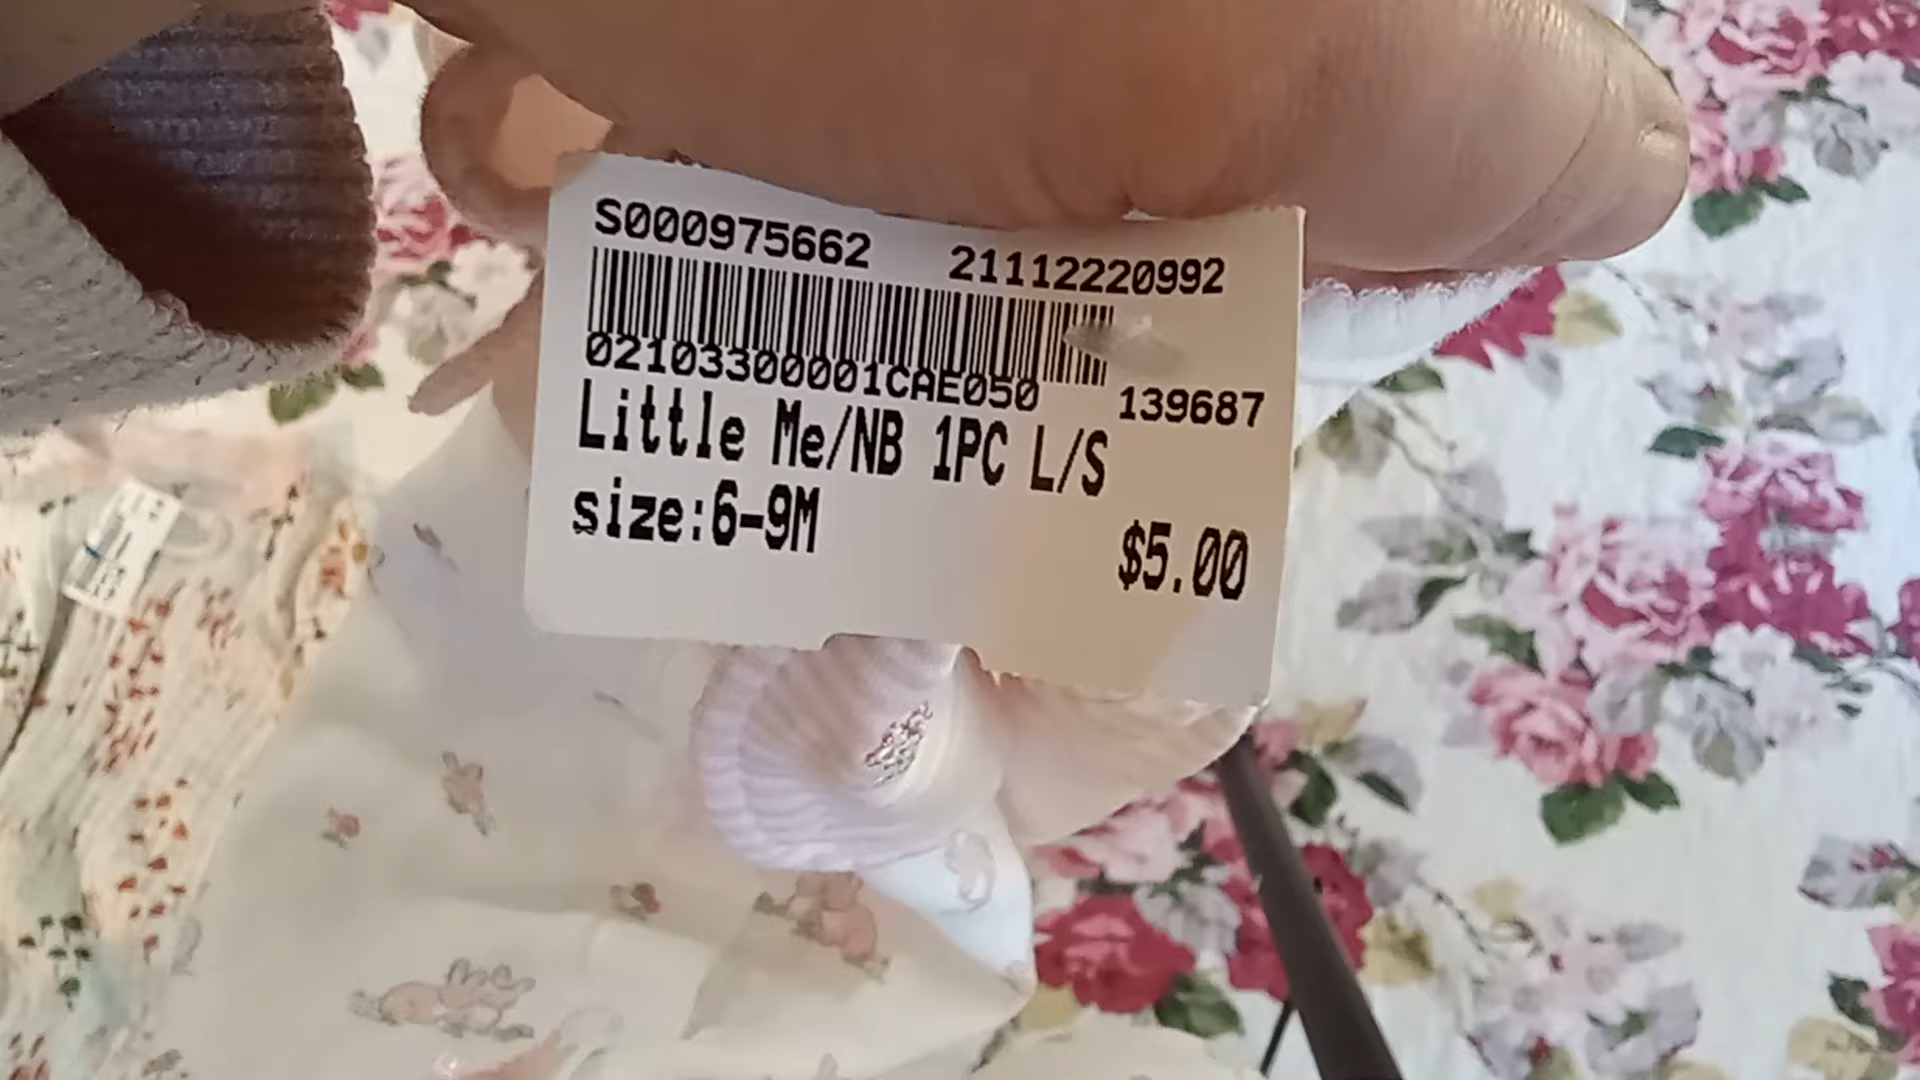 S000975662 21112220992
02103300001CAE050 139687
Little Me/NB 1PC L/S
size:6-9M
$5.00